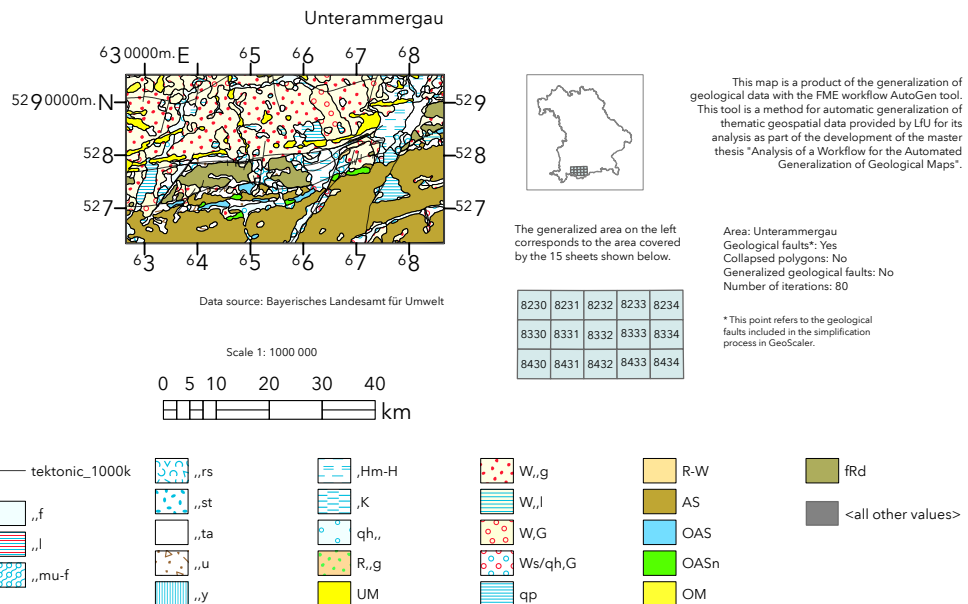 Unterammergau
630000m. E 65 66 67 68
5290000m. N 529
528 528
527 527
63 64 65 66 67 68
Data source: Bayerisches Landesamt für Umwelt
Scale 1: 1000 000
0 5 10 20 30 40
km
This map is a product of the generalization of
geological data with the FME workflow AutoGen tool.
This tool is a method for automatic generalization of
thematic geospatial data provided by LfU for its
analysis as part of the development of the master
thesis "Analysis of a Workflow for the Automated
Generalization of Geological Maps".
The generalized area on the left
corresponds to the area covered
by the 15 sheets shown below.
8230 8231 8232 8233 8234
8330 8331 8332 8333 8334
8430 8431 8432 8433 8434
Area: Unterammergau
Geological faults*: Yes
Collapsed polygons: No
Generalized geological faults: No
Number of iterations: 80
* This point refers to the geological
faults included in the simplification
process in GeoScaler.
tektonic_1000k
,,f
,,l
,,mu-f
,,rs
,,st
,,ta
,,u
,,y
,Hm-H
,K
qh,,
R,,g
UM
W,,g
W,,l
W,G
Ws/qh,G
qp
R-W
AS
OAS
OASn
OM
fRd
<all other values>